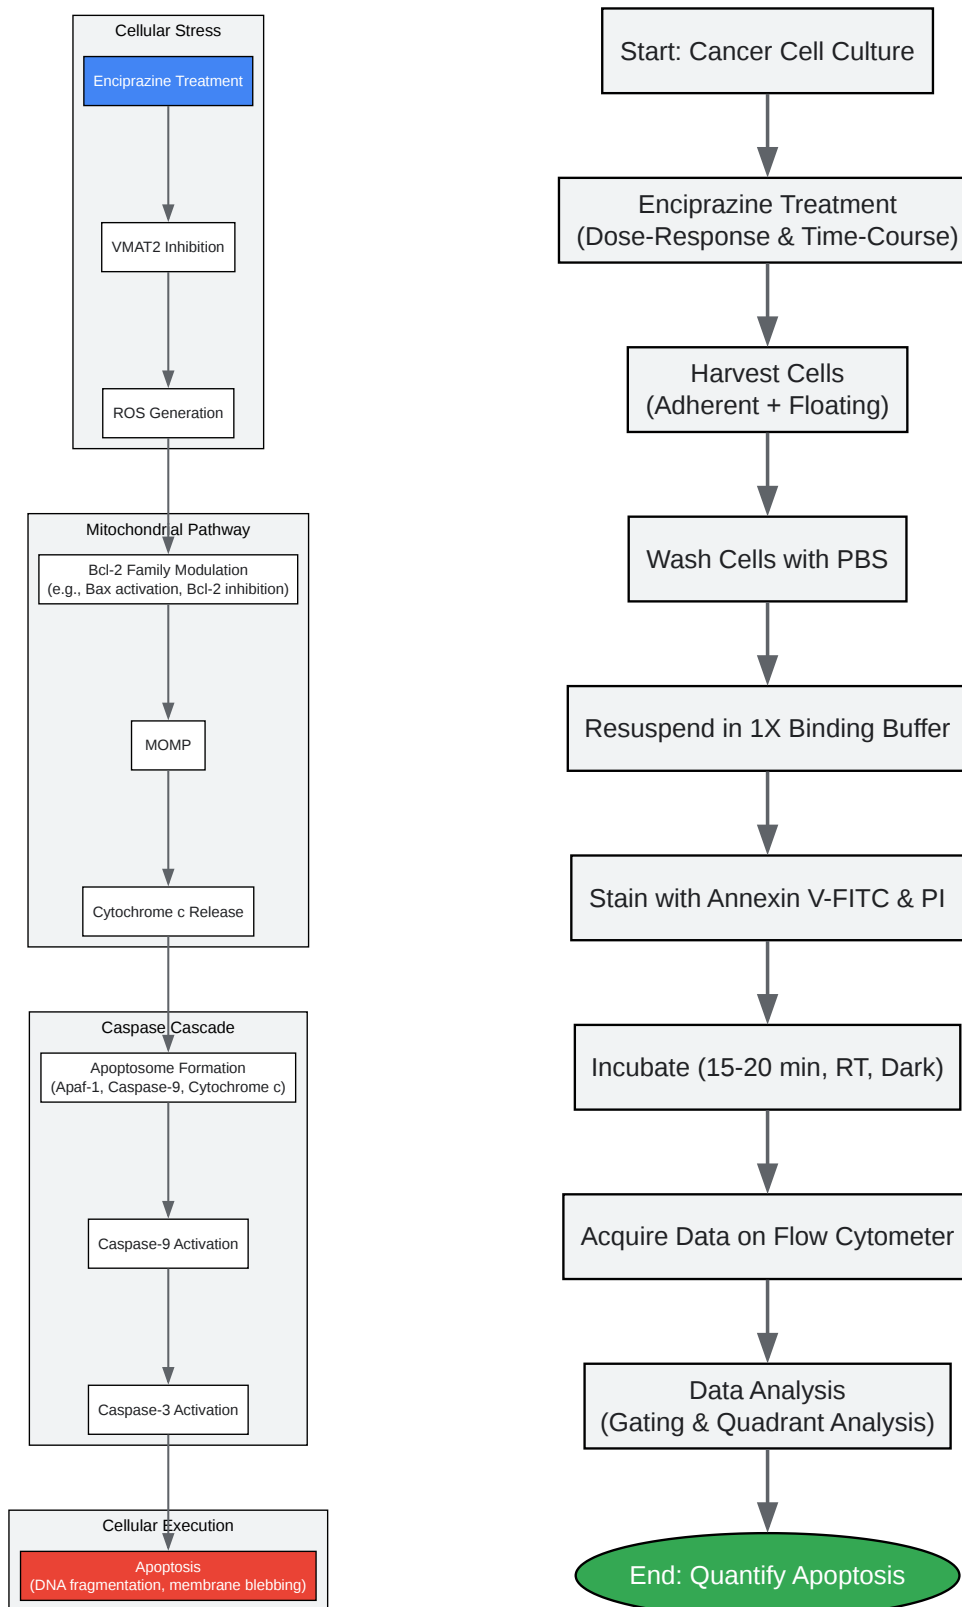 Cellular Stress
Enciprazine Treatment
VMAT2 Inhibition
ROS Generation
Mitochondrial Pathway
Bcl-2 Family Modulation
(e.g., Bax activation, Bcl-2 inhibition)
MOMP
Cytochrome c Release
Caspase Cascade
Apoptosome Formation
(Apaf-1, Caspase-9, Cytochrome c)
Caspase-9 Activation
Caspase-3 Activation
Cellular Execution
Apoptosis
(DNA fragmentation, membrane blebbing)
Start: Cancer Cell Culture
Enciprazine Treatment
(Dose-Response & Time-Course)
Harvest Cells
(Adherent + Floating)
Wash Cells with PBS
Resuspend in 1X Binding Buffer
Stain with Annexin V-FITC & PI
Incubate (15-20 min, RT, Dark)
Acquire Data on Flow Cytometer
Data Analysis
(Gating & Quadrant Analysis)
End: Quantify Apoptosis